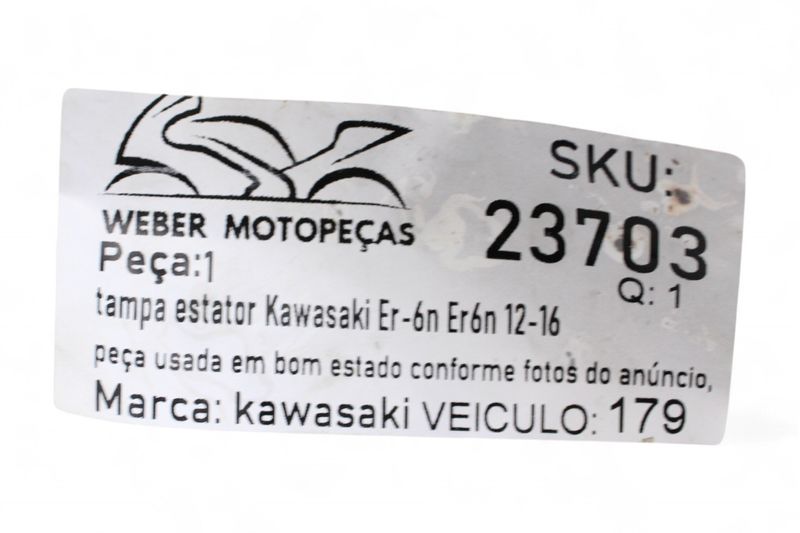 WEBER MOTOPEÇAS
SKU:
23703
Q: 1
Peça:1
tampa estator Kawasaki Er-6n Er6n 12-16
peça usada em bom estado conforme fotos do anúncio,
Marca: kawasaki VEICULO: 179